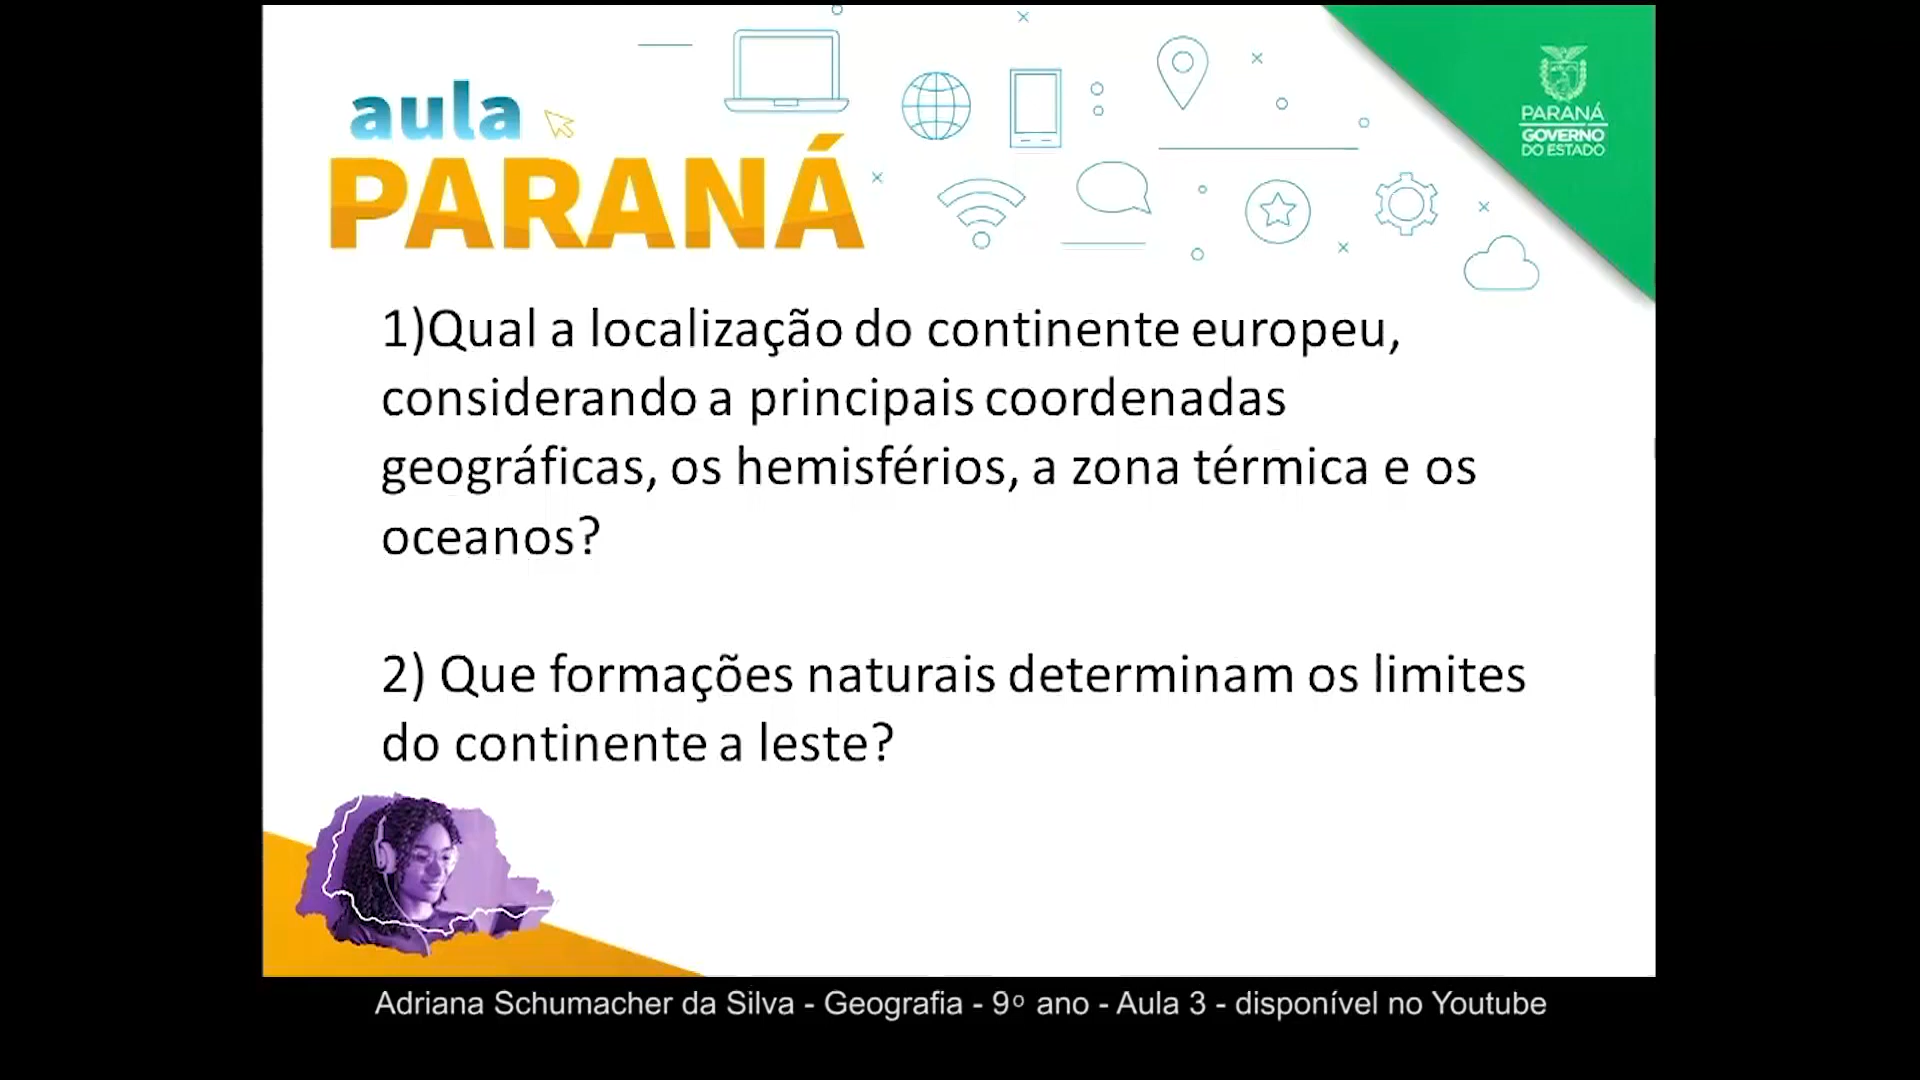 aula
PARANÁ
PARANÁ
GOVERNO
DO ESTADO
1)Qual a localização do continente europeu,
considerando a principais coordenadas
geográficas, os hemisférios, a zona térmica e os
oceanos?
2) Que formações naturais determinam os limites
do continente a leste?
Adriana Schumacher da Silva - Geografia - 9º ano - Aula 3 - disponível no Youtube